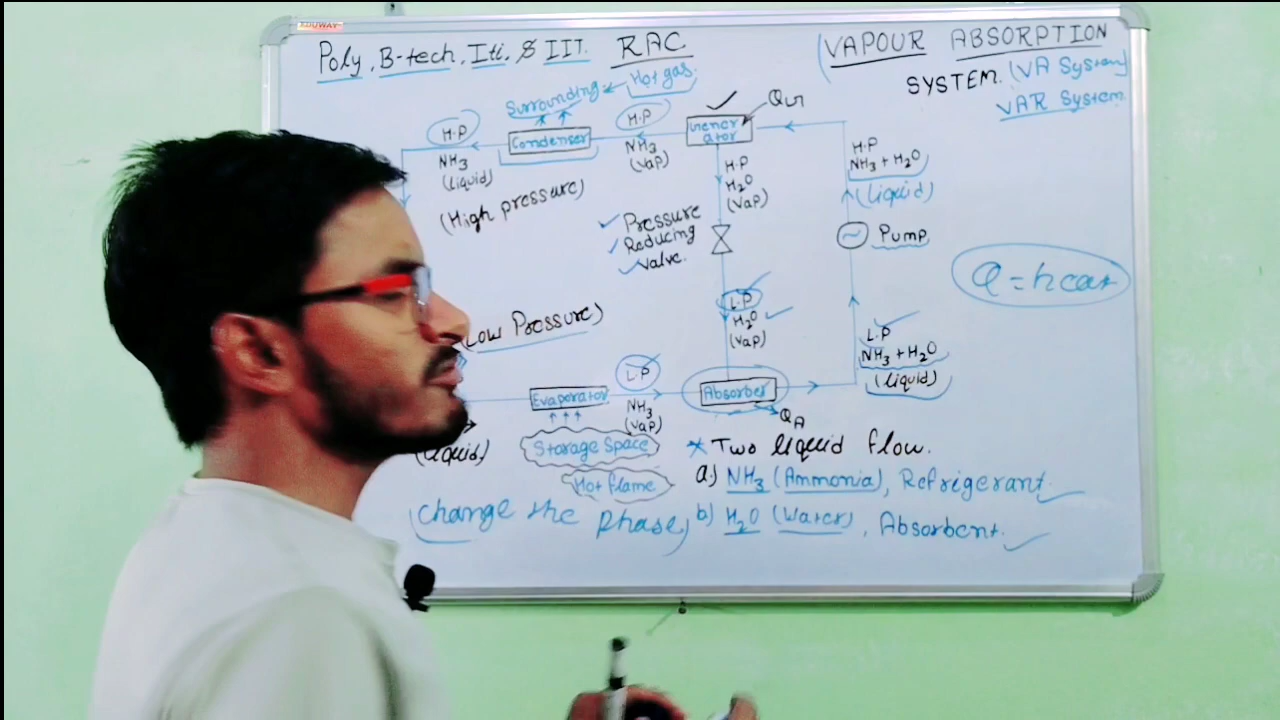 EDUWAY
Poly, B-tech, Iti, & IIT. RAC
(VAPOUR ABSORPTION
SYSTEM. (VA System)
VAR System
Hot gas.
Surrounding
H.P
Condenser
H.P
NH3
(liquid)
NH3
(Vap)
(High pressure)
H.P
H2O
(Vap)
H.P
NH3 + H2O
(Liquid)
Pressure
Reducing
Valve.
Pump
Q = hear
L.P
H2O
(Vap)
L.P
NH3 + H2O
(liquid)
(Low Pressure)
Evaporator
L.P
NH3
(Vap)
Absorber
QA
Storage Space
Hot flame
* Two liquid flow.
a.) NH3 (Ammonia), Refrigerant.
b) H2O (Water), Absorbent.
(change the phase)